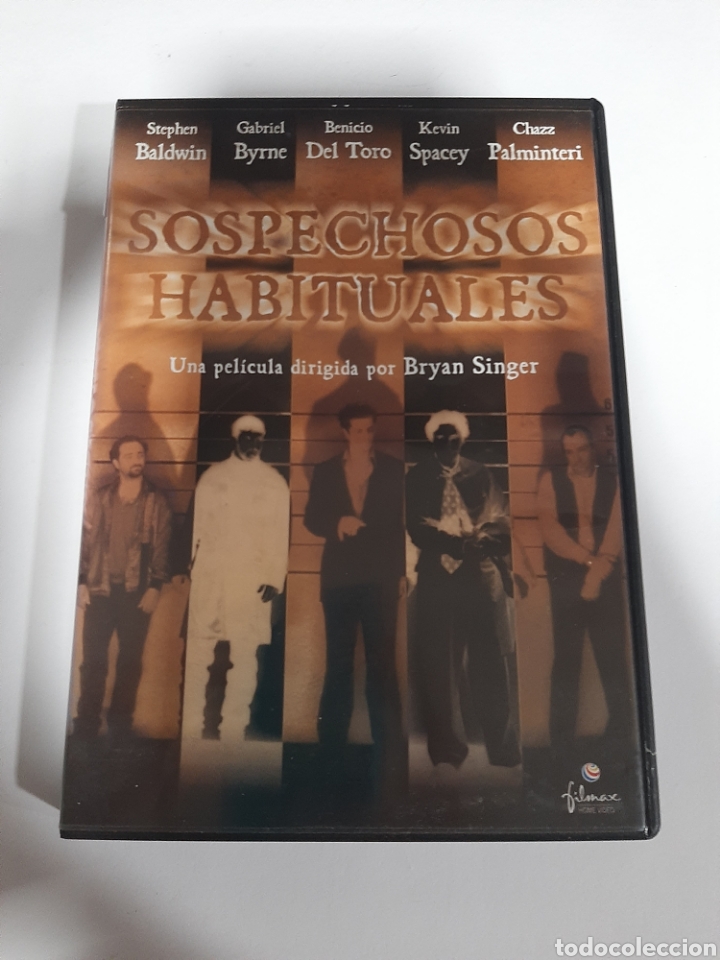 Stephen Gabriel Benicio Kevin Chazz
Baldwin Byrne Del Toro Spacey Palminteri
SOSPECHOSOS
HABITUALES
Una película dirigida por Bryan Singer
filmax
HOME VIDEO
todocoleccion